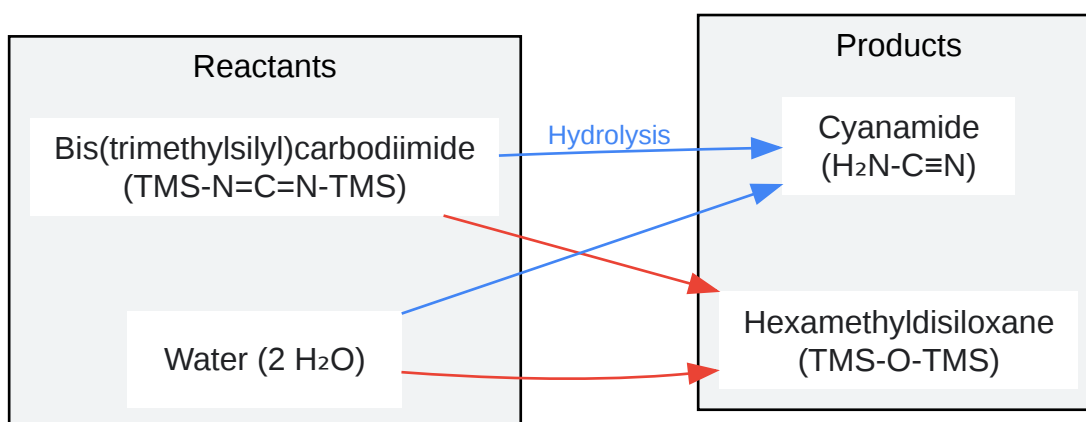 Reactants
Bis(trimethylsilyl)carbodiimide
(TMS-N=C=N-TMS)
Water (2 H₂O)
Hydrolysis
Products
Cyanamide
(H₂N-C≡N)
Hexamethyldisiloxane
(TMS-O-TMS)